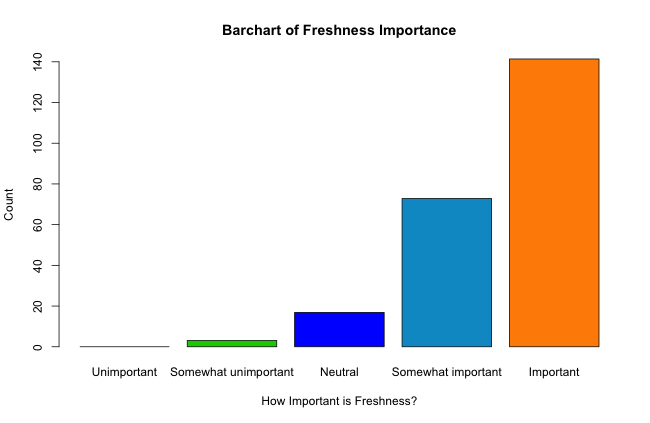 Barchart of Freshness Importance
140
120
100
80
60
40
20
0
Count
Unimportant Somewhat unimportant Neutral Somewhat important Important
How Important is Freshness?